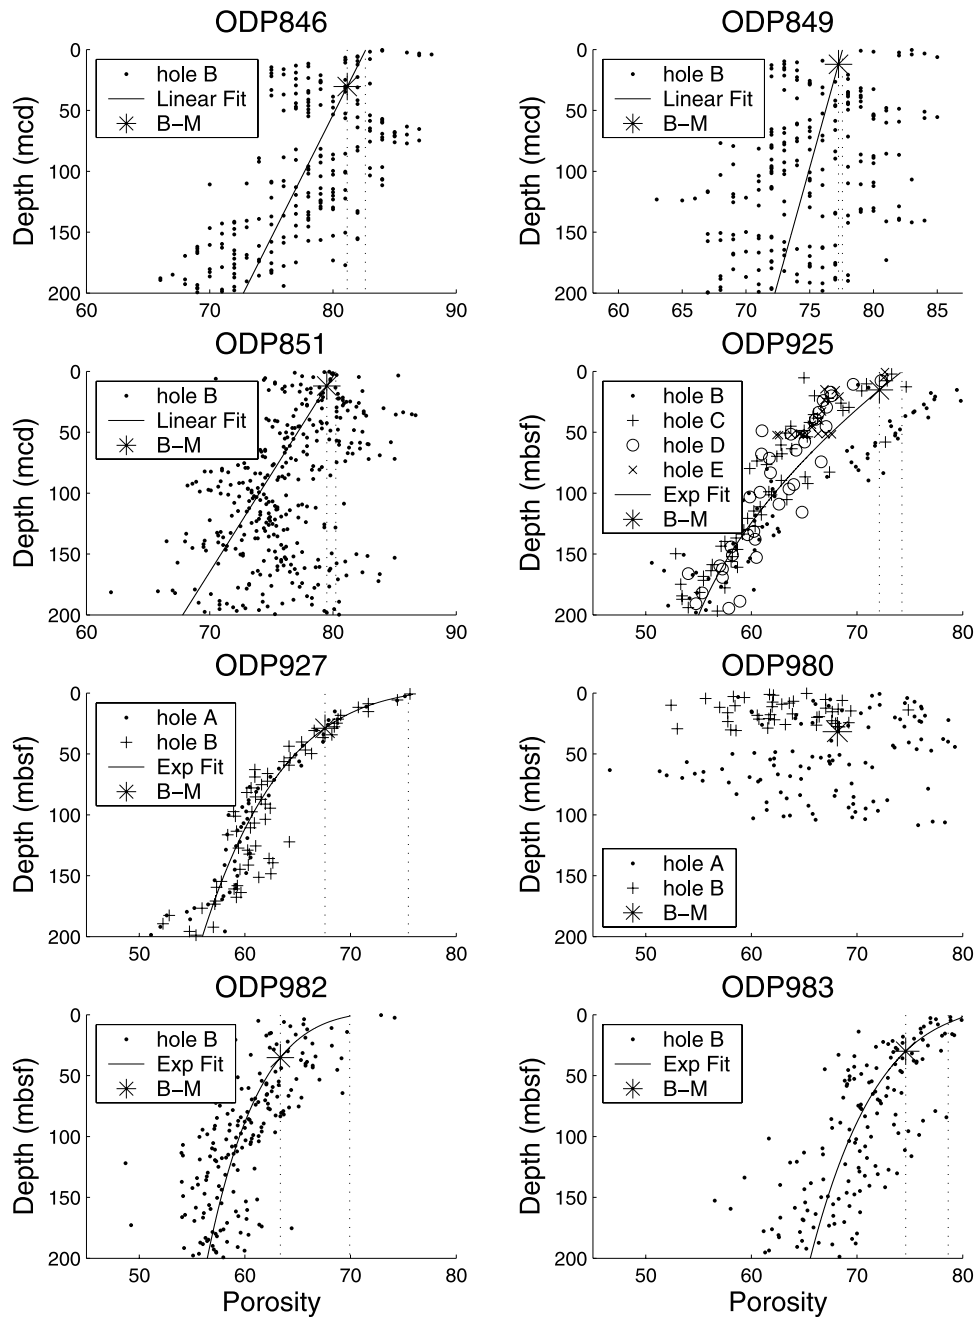 ODP846
0
50
100
150
200
60
70
80
90
Depth (mcd)
hole B
Linear Fit
B−M
ODP849
0
50
100
150
200
60
65
70
75
80
85
Depth (mcd)
hole B
Linear Fit
B−M
ODP851
0
50
100
150
200
60
70
80
90
Depth (mcd)
hole B
Linear Fit
B−M
ODP925
0
50
100
150
200
50
60
70
80
Depth (mbsf)
hole B
hole C
hole D
hole E
Exp Fit
B−M
ODP927
0
50
100
150
200
50
60
70
80
Depth (mbsf)
hole A
hole B
Exp Fit
B−M
ODP980
0
50
100
150
200
50
60
70
80
Depth (mbsf)
hole A
hole B
B−M
ODP982
0
50
100
150
200
50
60
70
80
Depth (mbsf)
Porosity
hole B
Exp Fit
B−M
ODP983
0
50
100
150
200
50
60
70
80
Depth (mbsf)
Porosity
hole B
Exp Fit
B−M